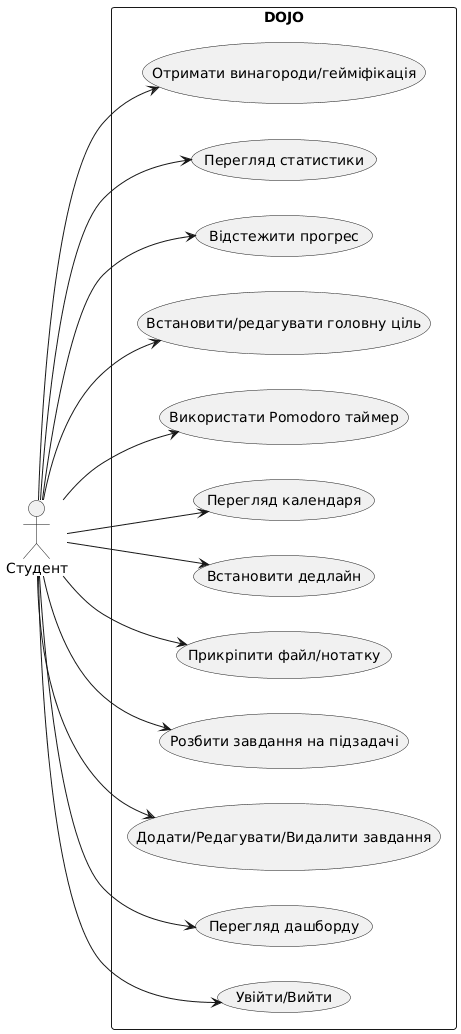 DOJO
Отримати винагороди/гейміфікація
Перегляд статистики
Відстежити прогрес
Встановити/редагувати головну ціль
Використати Pomodoro таймер
Перегляд календаря
Встановити дедлайн
Студент
Прикріпити файл/нотатку
Розбити завдання на підзадачі
Додати/Редагувати/Видалити завдання
Перегляд дашборду
Увійти/Вийти